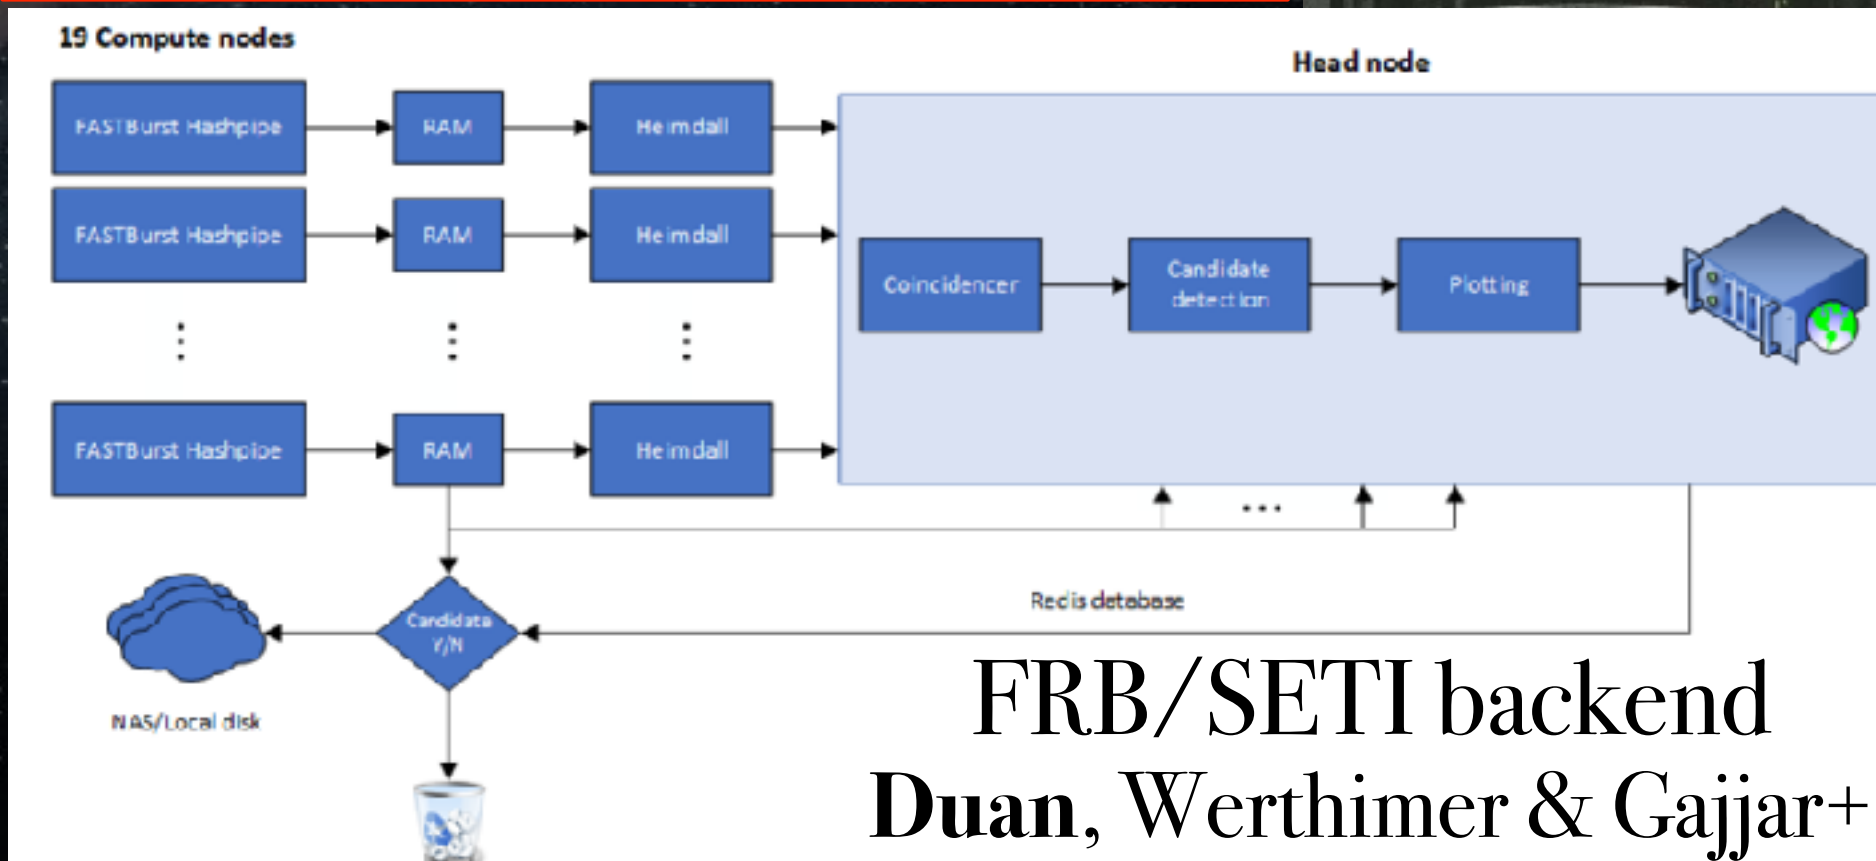 19 Compute nodes
Head node
FASTBurst Hashpipe
RAM
Heimdall
FASTBurst Hashpipe
RAM
Heimdall
Coincidencer
Candidate
detection
Plotting
FASTBurst Hashpipe
RAM
Heimdall
...
Redis database
Candidate
Y/N
NAS/Local disk
FRB/SETI backend
Duan, Werthimer & Gajjar+